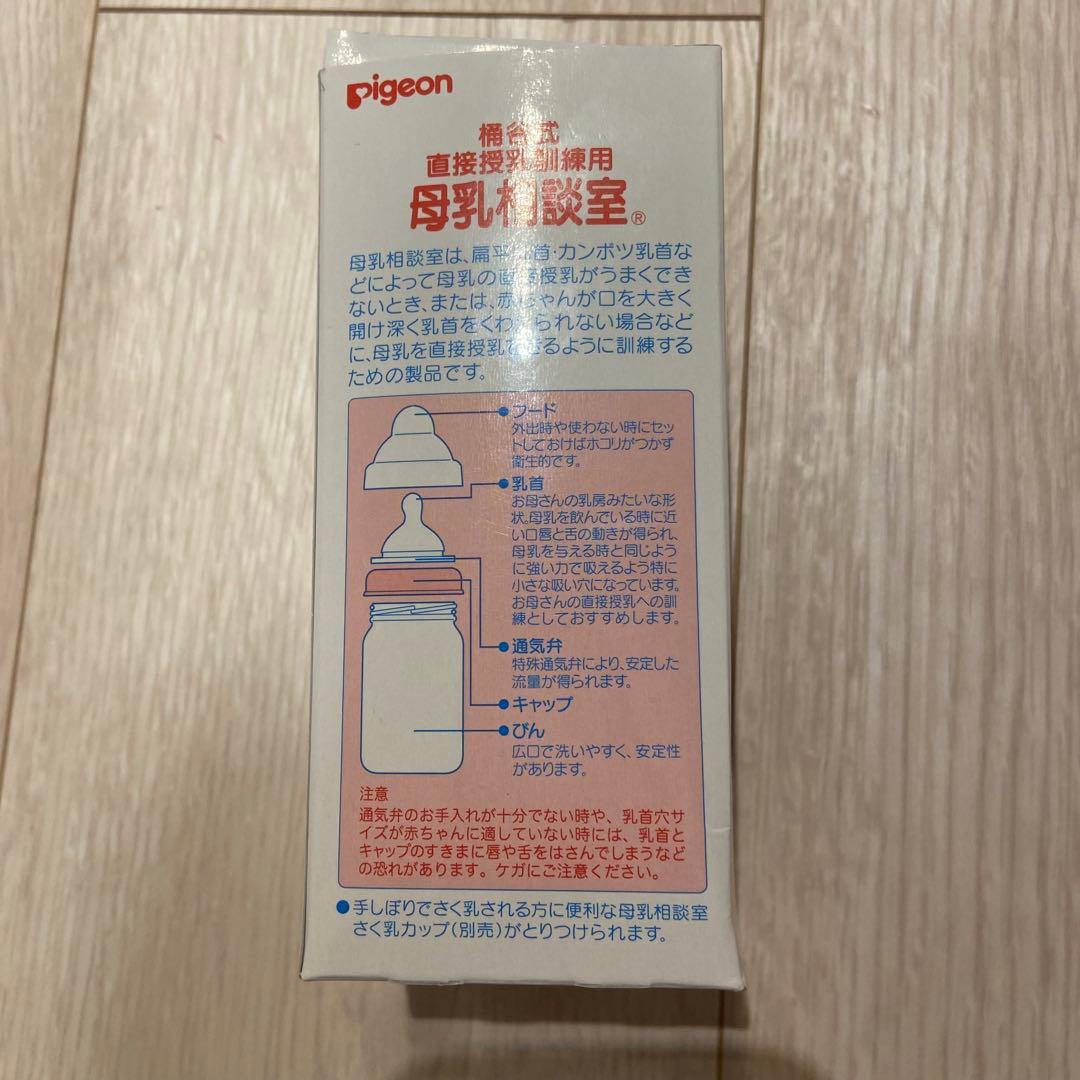 Pigeon
桶谷式
直接授乳訓練用
母乳相談室®
母乳相談室は、扁平乳首・カンボツ乳首な
どによって母乳の直接授乳がうまくでき
ないとき、または、赤ちゃんが口を大きく
開け深く乳首をくわえられない場合など
に、母乳を直接授乳できるように訓練する
ための製品です。
フード
外出時や使わない時にセッ
トしておけばホコリがつかず
衛生的です。
乳首
お母さんの乳房みたいな形
状。母乳を飲んでいる時に近
い口唇と舌の動きが得られ、
母乳を与える時と同じよう
に強い力で吸えるよう特に
小さな吸い穴になっています。
お母さんの直接授乳への訓
練としておすすめします。
通気弁
特殊通気弁により、安定した
流量が得られます。
キャップ
びん
広口で洗いやすく、安定性
があります。
注意
通気弁のお手入れが十分でない時や、乳首穴サ
イズが赤ちゃんに適していない時には、乳首と
キャップのすきまに唇や舌をはさんでしまうなど
の恐れがあります。ケガにご注意ください。
●手しぼりでさく乳される方に便利な母乳相談室
さく乳カップ(別売)がとりつけられます。